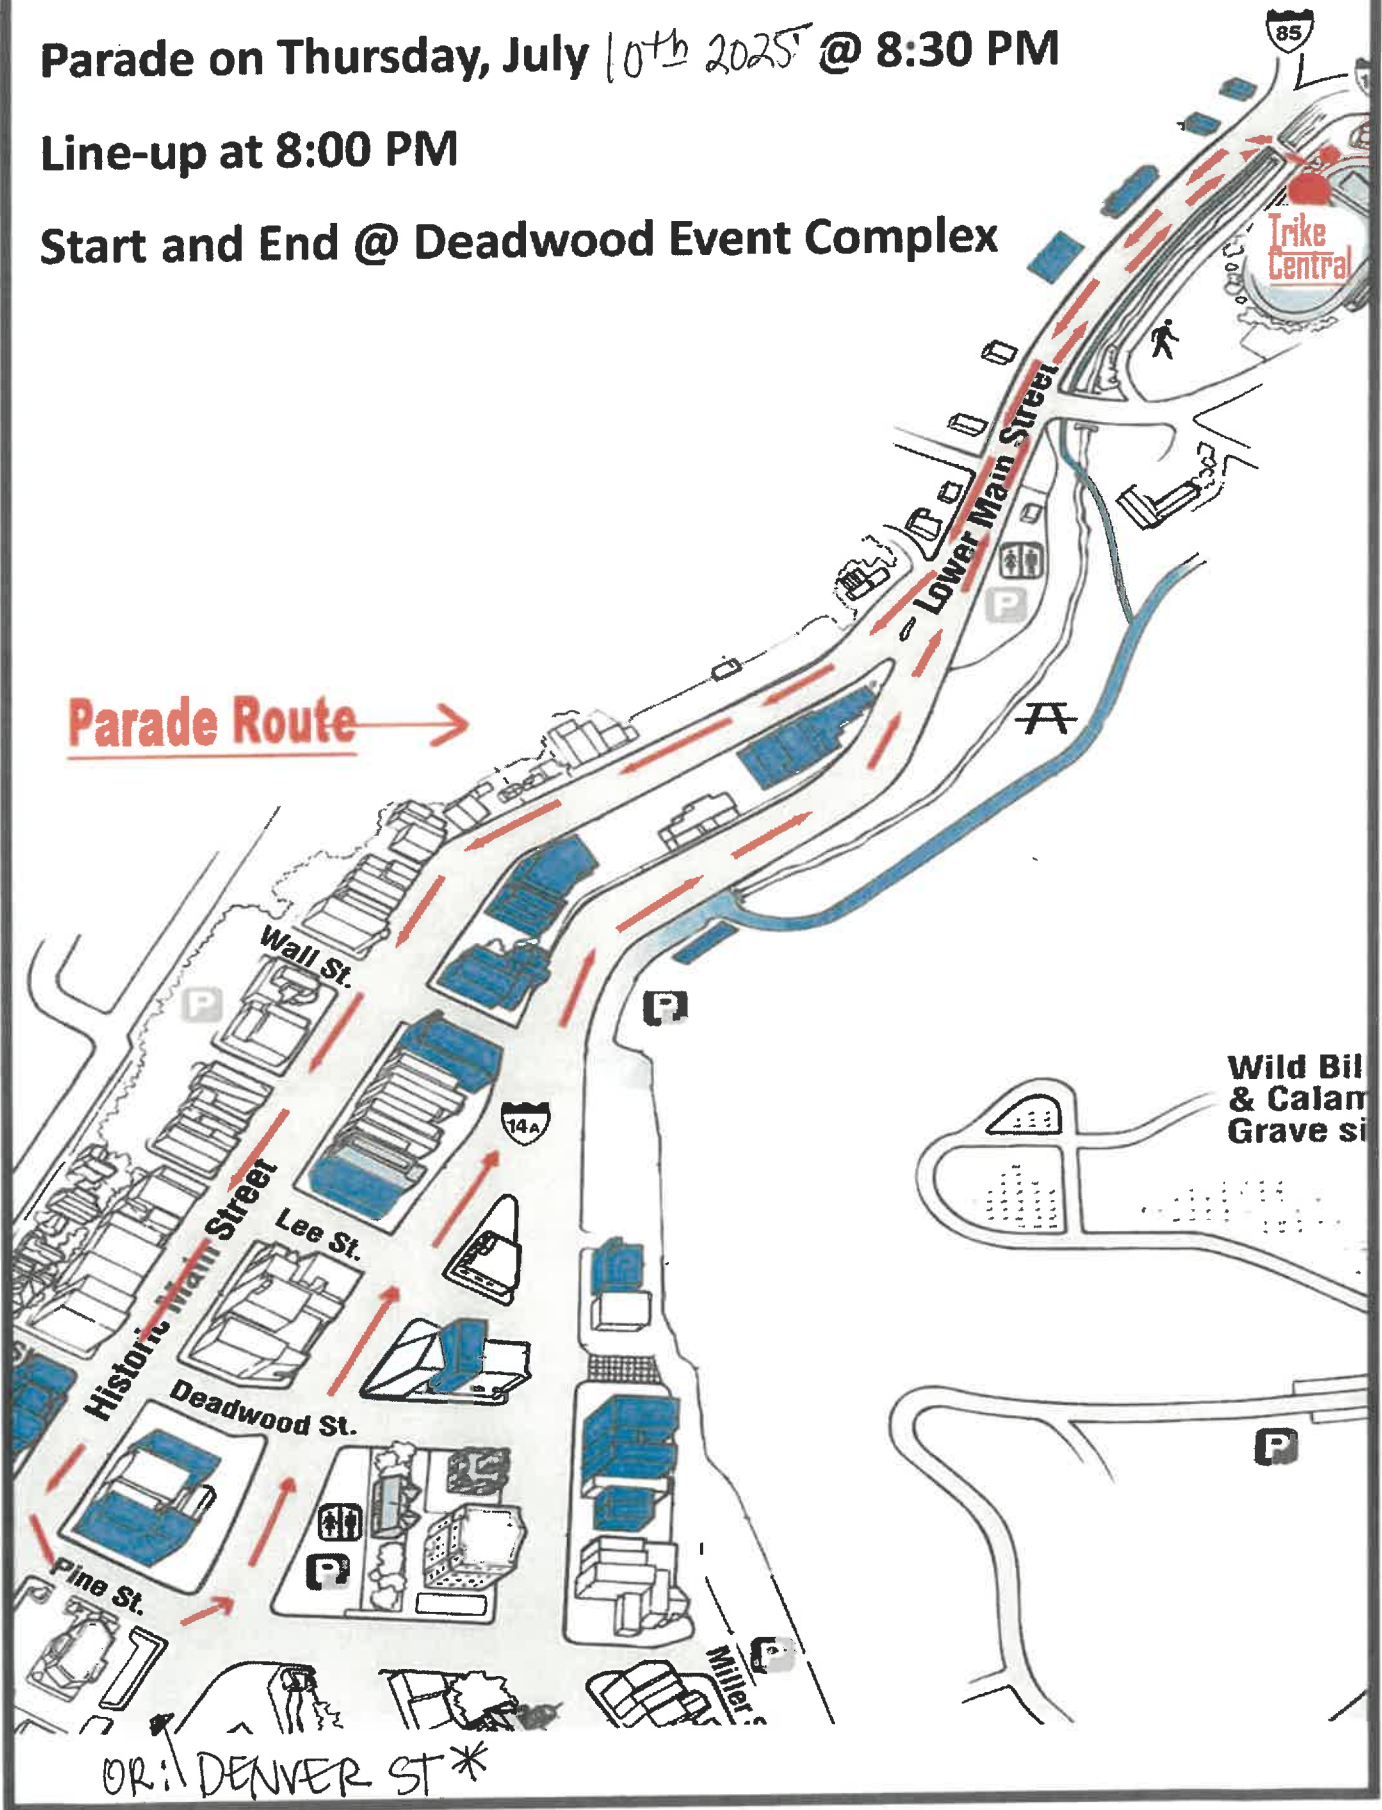 Parade on Thursday, July 10th 2025 @ 8:30 PM
Line-up at 8:00 PM
Start and End @ Deadwood Event Complex
85
Trike
Central
Lower Main Street
P
Parade Route
Wall St.
P
P
14A
Wild Bil
& Calam
Grave si
Lee St.
Historic Main Street
Deadwood St.
P
P
Pine St.
P
Miller S
OR: DENVER ST*